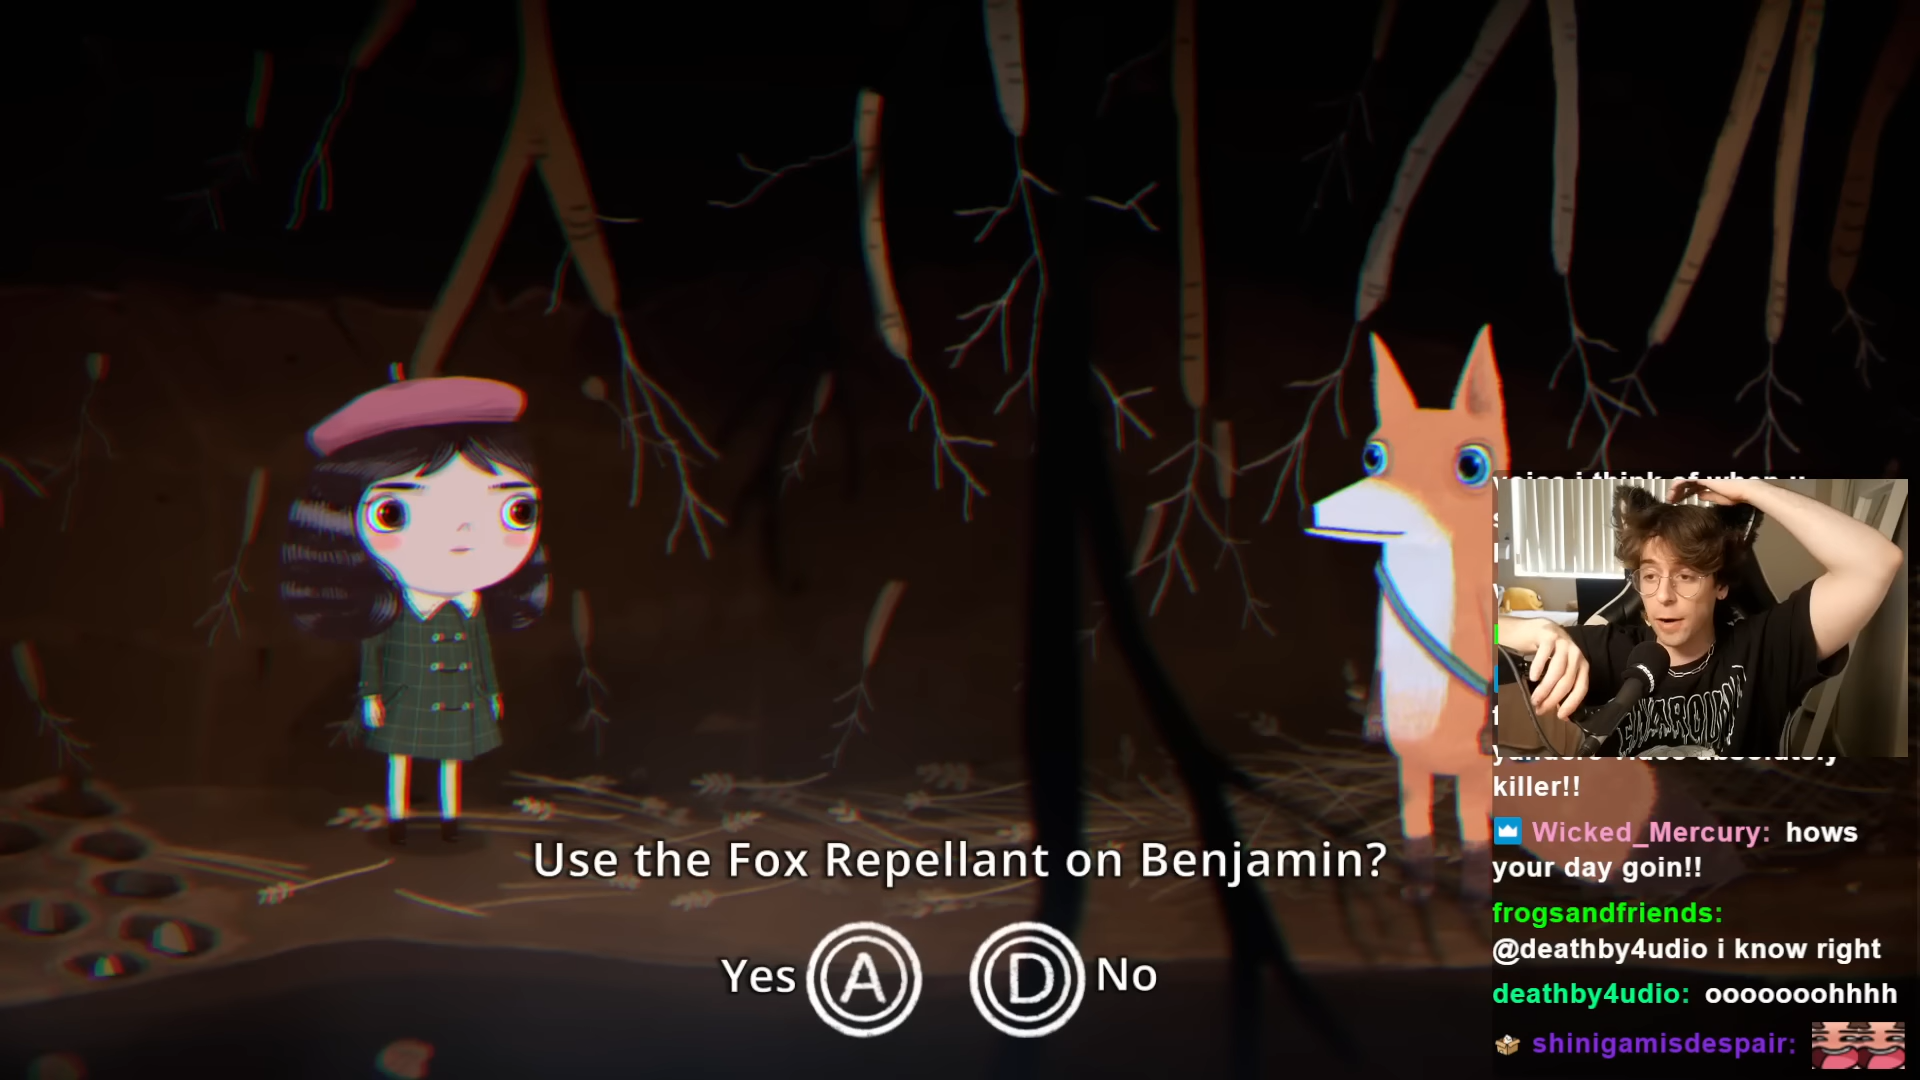 Use the Fox Repellant on Benjamin?
Yes A D No
killer!!
Wicked_Mercury: hows
your day goin!!
frogsandfriends:
@deathby4udio i know right
deathby4udio: ooooooohhhh
shinigamisdespair: